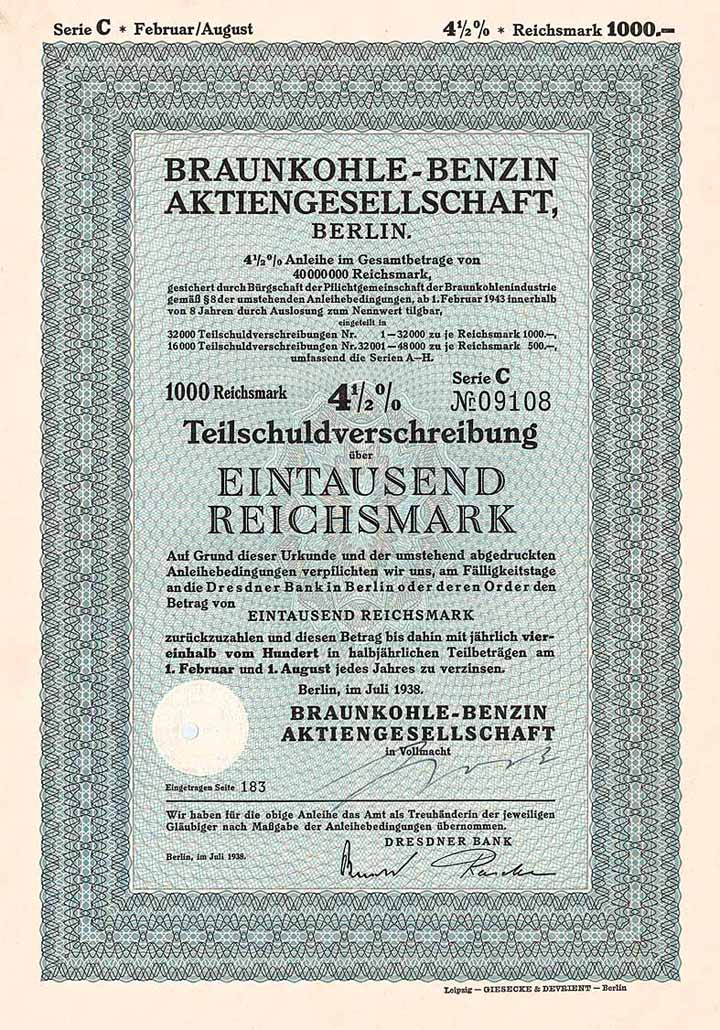 Serie C * Februar/August 4½% * Reichsmark 1000.—
BRAUNKOHLE-BENZIN
AKTIENGESELLSCHAFT,
BERLIN.
4½% Anleihe im Gesamtbetrage von
40000000 Reichsmark,
gesichert durch Bürgschaft der Pflichtgemeinschaft der Braunkohlenindustrie
gemäß §8 der umstehenden Anleihebedingungen, ab 1. Februar 1943 innerhalb
von 8 Jahren durch Auslosung zum Nennwert tilgbar,
eingeteilt in
32000 Teilschuldverschreibungen Nr. 1—32000 zu je Reichsmark 1000.—,
16000 Teilschuldverschreibungen Nr. 32001—48000 zu je Reichsmark 500.—,
umfassend die Serien A—H.
1000 Reichsmark 4½% Serie C
№ 09108
Teilschuldverschreibung
über
EINTAUSEND
REICHSMARK
Auf Grund dieser Urkunde und der umstehend abgedruckten
Anleihebedingungen verpflichten wir uns, am Fälligkeitstage
an die Dresdner Bank in Berlin oder deren Order den
Betrag von
EINTAUSEND REICHSMARK
zurückzuzahlen und diesen Betrag bis dahin mit jährlich vier-
einhalb vom Hundert in halbjährlichen Teilbeträgen am
1. Februar und 1. August jedes Jahres zu verzinsen.
Berlin, im Juli 1938.
BRAUNKOHLE-BENZIN
AKTIENGESELLSCHAFT
in Vollmacht
Eingetragen Seite 183
Wir haben für die obige Anleihe das Amt als Treuhänderin der jeweiligen
Gläubiger nach Maßgabe der Anleihebedingungen übernommen.
DRESDNER BANK
Berlin, im Juli 1938.
Leipzig — GIESECKE & DEVRIENT — Berlin